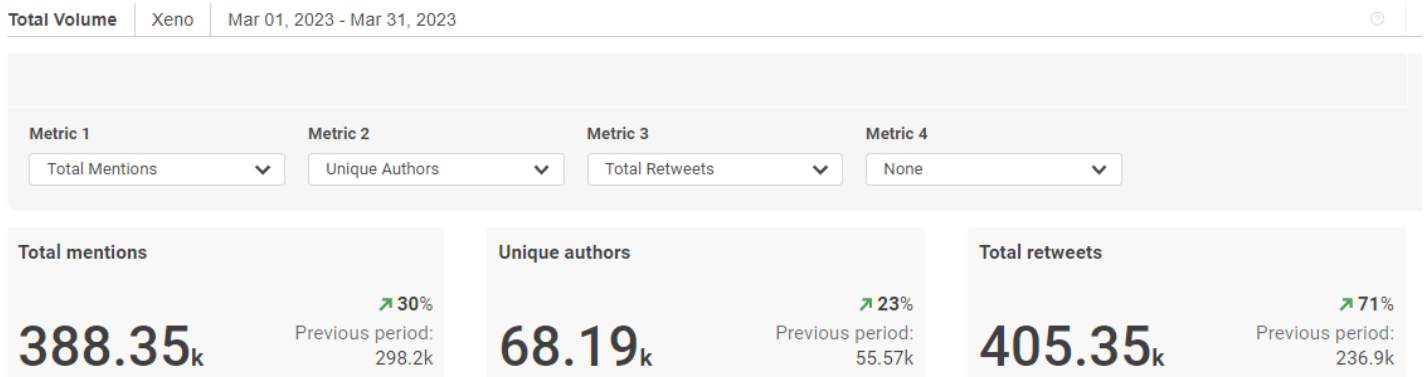 Total Volume Xeno Mar 01, 2023 - Mar 31, 2023
Metric 1 Metric 2 Metric 3 Metric 4
Total Mentions Unique Authors Total Retweets None
Total mentions Unique authors Total retweets
30% 23% 71%
388.35k Previous period: 68.19k Previous period: 405.35k Previous period:
298.2k 55.57k 236.9k